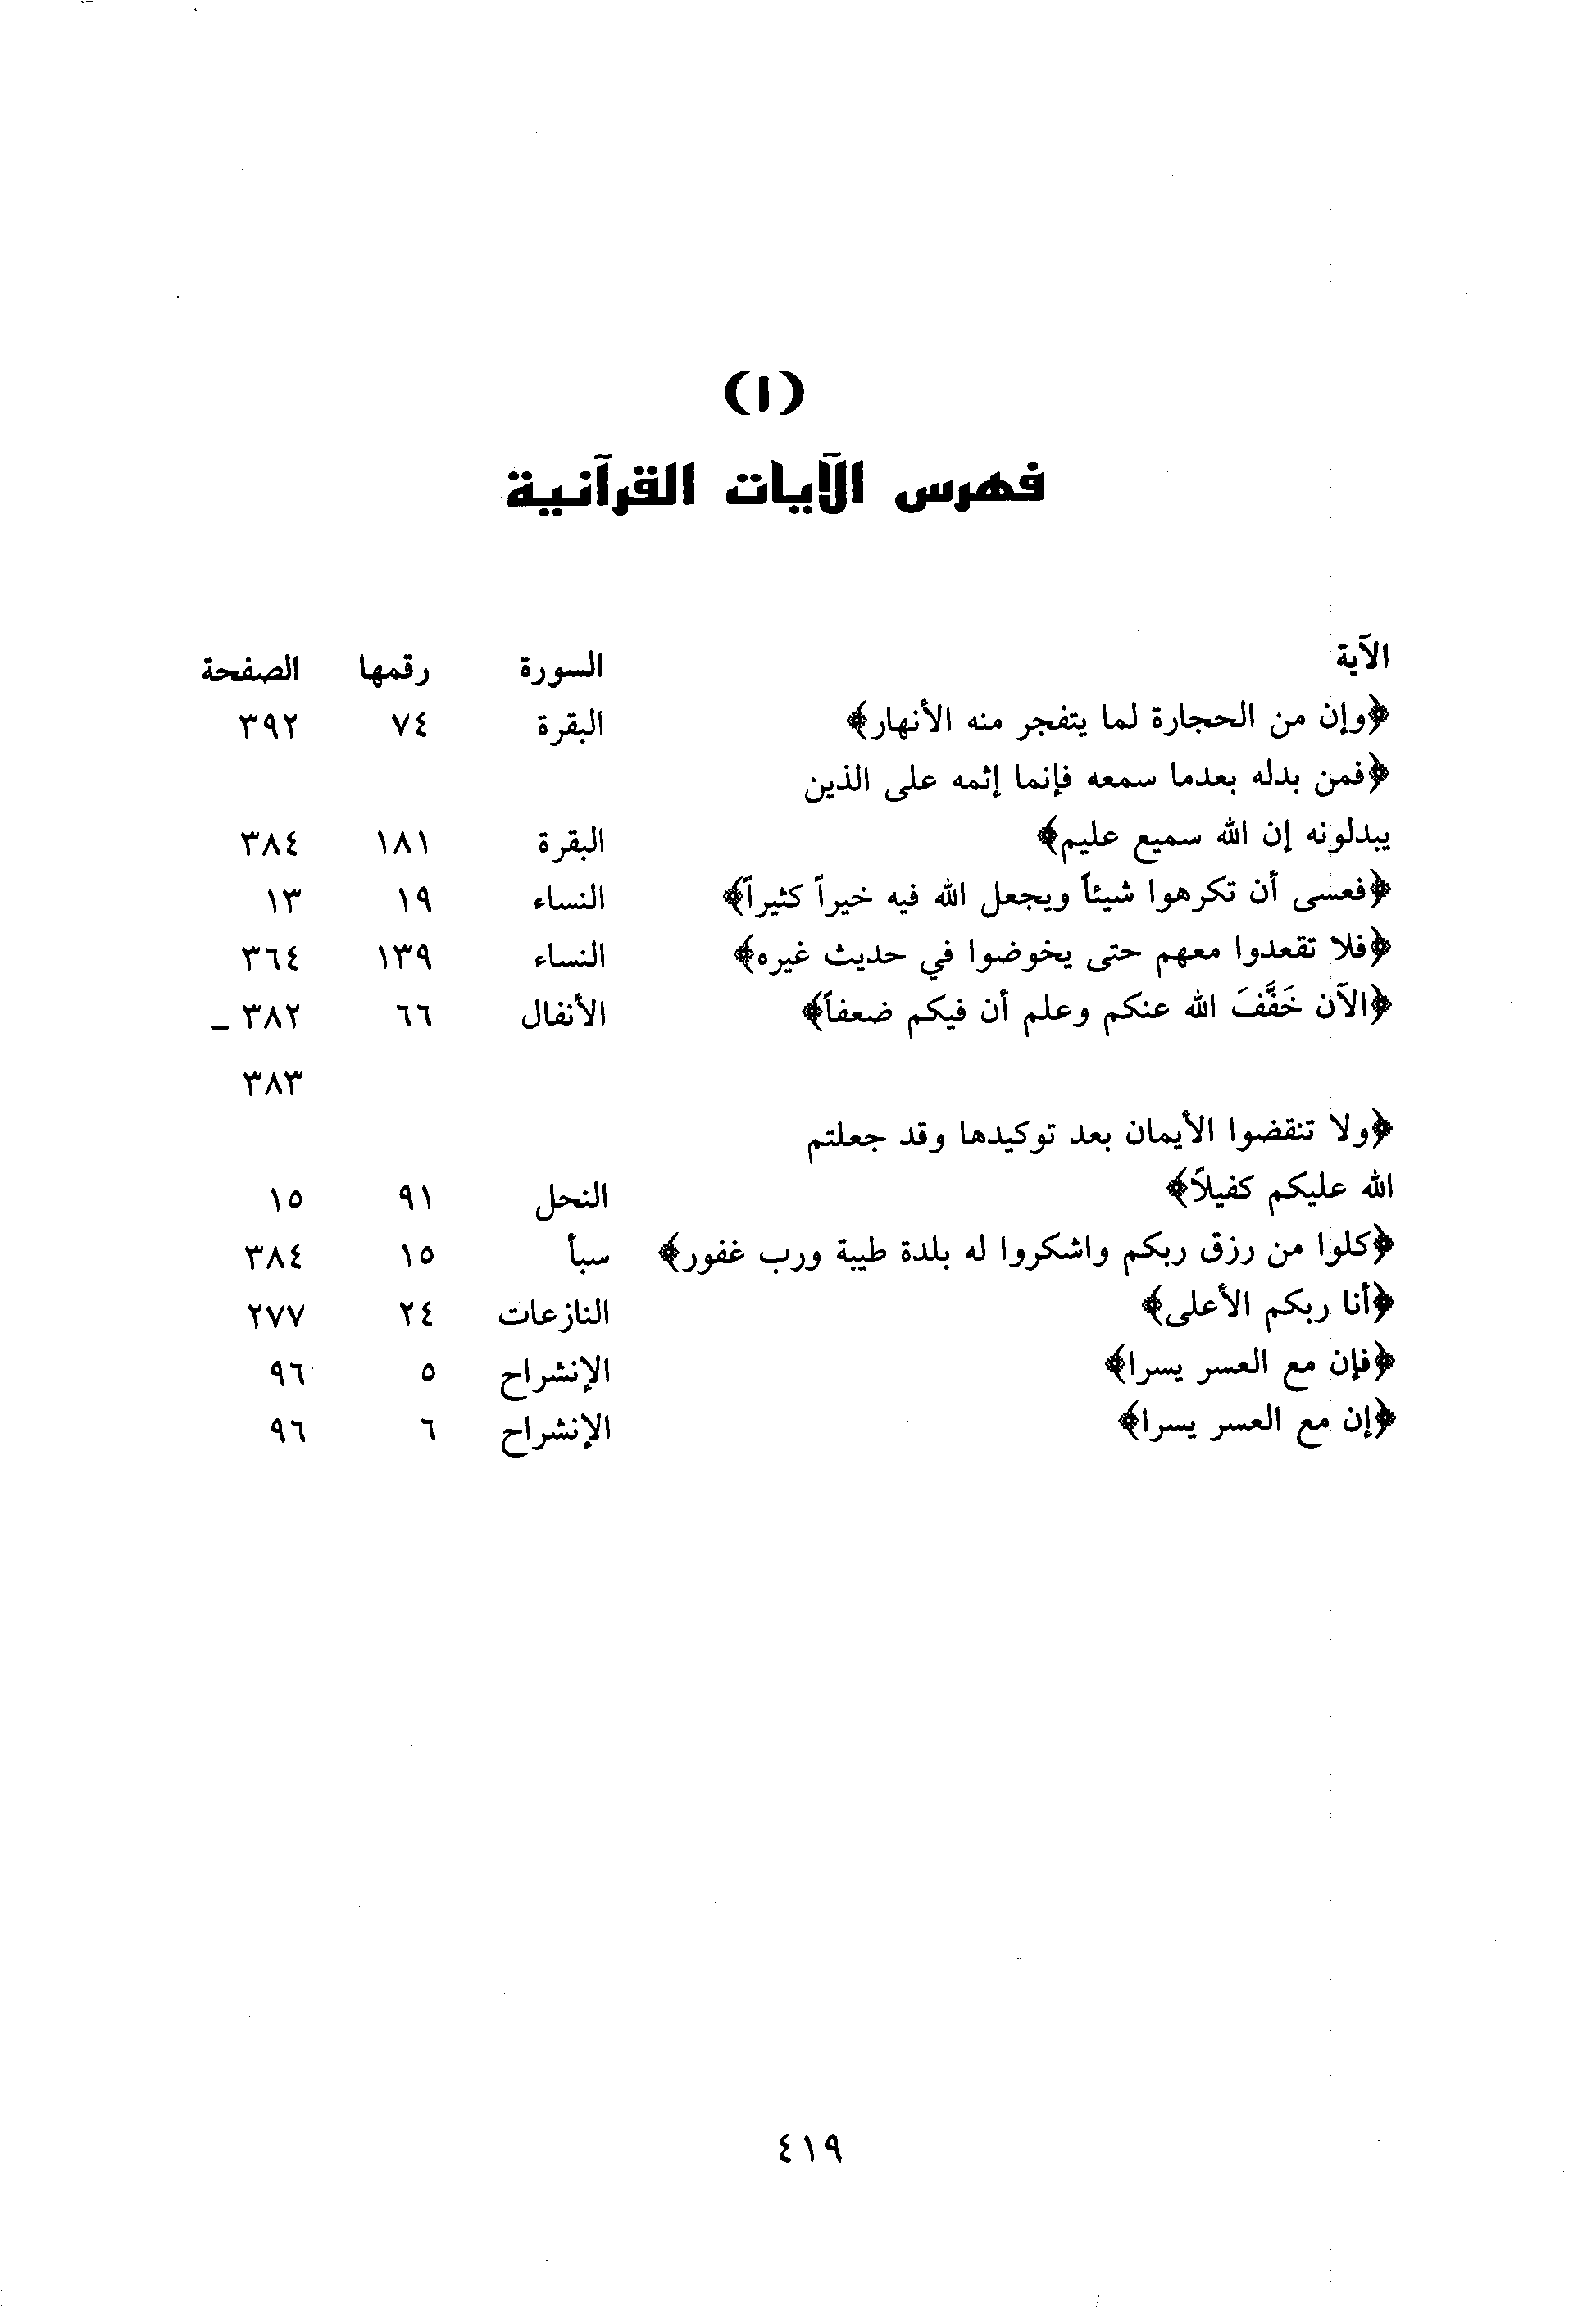 (١)
فهرس الآيات القرآنية
الآية السورة رقمها الصفحة
﴿وإن من الحجارة لما يتفجر منه الأنهار﴾ البقرة ٧٤ ٣٩٢
﴿فمن بدله بعدما سمعه فإنما إثمه على الذين
يبدلونه إن الله سميع عليم﴾ البقرة ١٨١ ٣٨٤
﴿فعسى أن تكرهوا شيئاً ويجعل الله فيه خيراً كثيراً﴾ النساء ١٩ ١٣
﴿فلا تقعدوا معهم حتى يخوضوا في حديث غيره﴾ النساء ١٣٩ ٣٦٤
﴿الآن خَفَّفَ الله عنكم وعلم أن فيكم ضعفاً﴾ الأنفال ٦٦ ٣٨٢ –
٣٨٣
﴿ولا تنقضوا الأيمان بعد توكيدها وقد جعلتم
الله عليكم كفيلاً﴾ النحل ٩١ ١٥
﴿كلوا من رزق ربكم واشكروا له بلدة طيبة ورب غفور﴾ سبأ ١٥ ٣٨٤
﴿أنا ربكم الأعلى﴾ النازعات ٢٤ ٢٧٧
﴿فإن مع العسر يسرا﴾ الإنشراح ٥ ٩٦
﴿إن مع العسر يسرا﴾ الإنشراح ٦ ٩٦
٤١٩